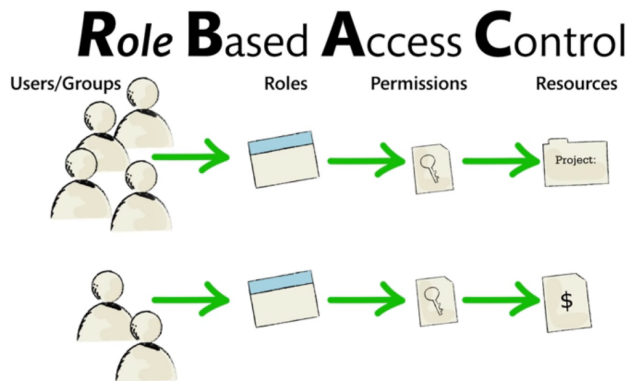 Role Based Access Control
Users/Groups Roles Permissions Resources
Project:
$